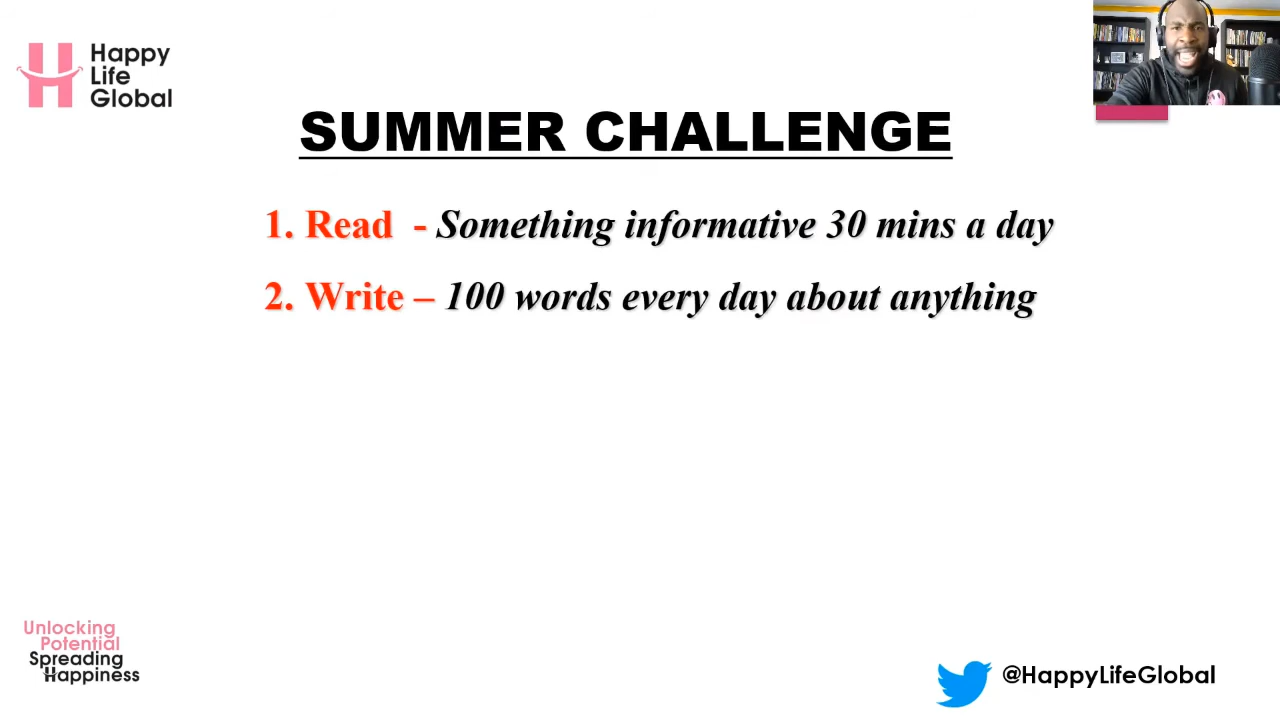 Happy
Life
Global
SUMMER CHALLENGE
1. Read - Something informative 30 mins a day
2. Write – 100 words every day about anything
Unlocking
Potential
Spreading
Happiness
@HappyLifeGlobal